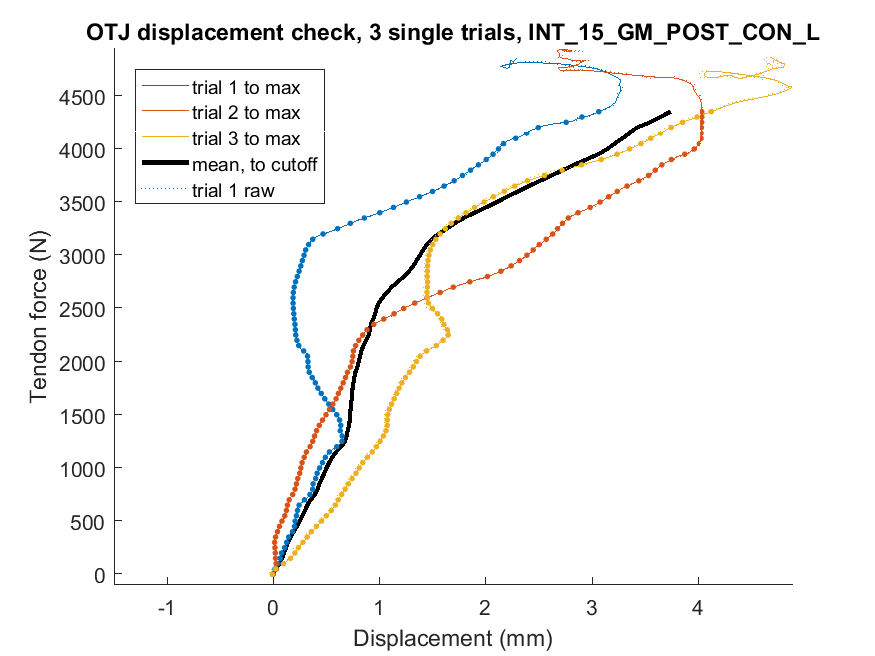 OTJ displacement check, 3 single trials, INT_15_GM_POST_CON_L
trial 1 to max
trial 2 to max
trial 3 to max
mean, to cutoff
trial 1 raw
4500
4000
3500
3000
2500
2000
1500
1000
500
0
Tendon force (N)
-1 0 1 2 3 4
Displacement (mm)